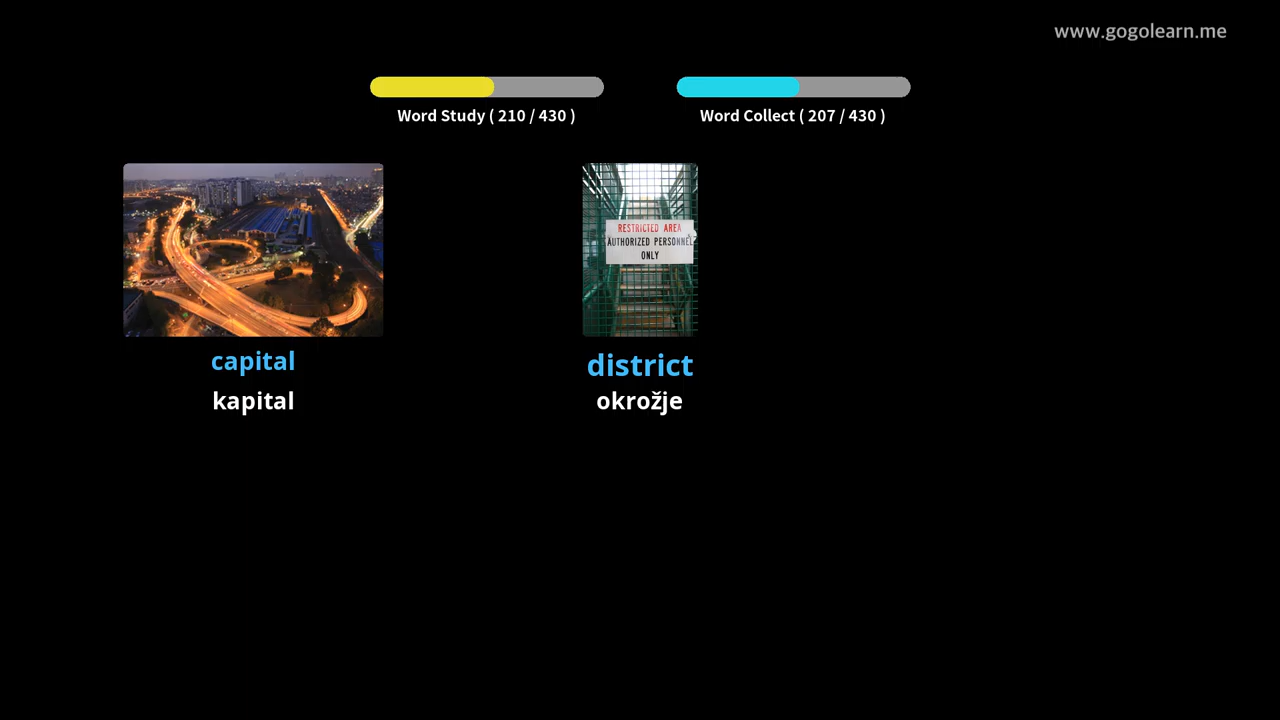 www.gogolearn.me
Word Study ( 210 / 430 )
Word Collect ( 207 / 430 )
RESTRICTED AREA
AUTHORIZED PERSONNEL
ONLY
capital
district
kapital
okrožje